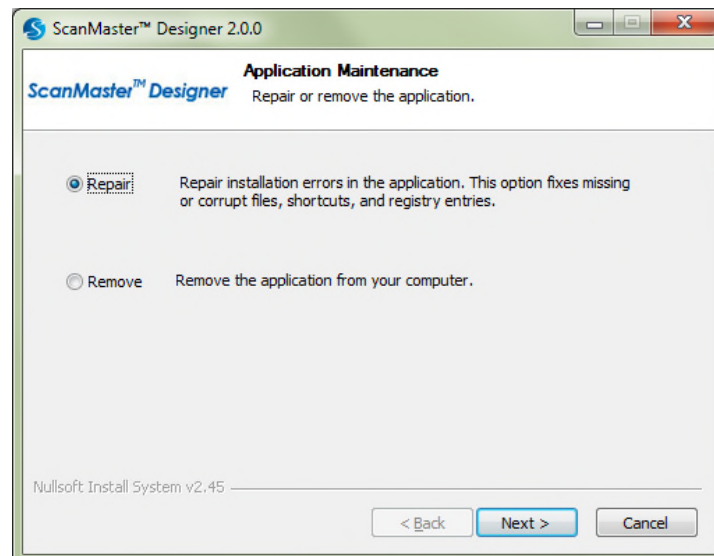 ScanMaster™ Designer 2.0.0
ScanMaster™ Designer
Application Maintenance
Repair or remove the application.
Repair
Repair installation errors in the application. This option fixes missing
or corrupt files, shortcuts, and registry entries.
Remove
Remove the application from your computer.
Nullsoft Install System v2.45
< Back
Next >
Cancel